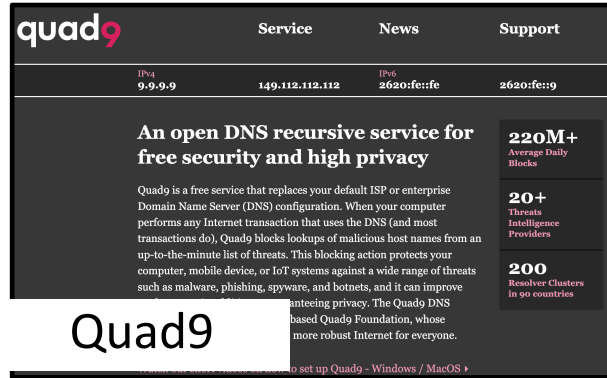 quad9
Service
News
Support
IPv4
9.9.9.9
149.112.112.112
IPv6
2620:fe::fe
2620:fe::9
An open DNS recursive service for
free security and high privacy
Quad9 is a free service that replaces your default ISP or enterprise
Domain Name Server (DNS) configuration. When your computer
performs any Internet transaction that uses the DNS (and most
transactions do), Quad9 blocks lookups of malicious host names from an
up-to-the-minute list of threats. This blocking action protects your
computer, mobile device, or IoT systems against a wide range of threats
such as malware, phishing, spyware, and botnets, and it can improve
privacy. The Quad9 DNS
based Quad9 Foundation, whose
more robust Internet for everyone.
to set up Quad9 - Windows / MacOS
220M+
Average Daily
Blocks
20+
Threats
Intelligence
Providers
200
Resolver Clusters
in 90 countries
Quad9